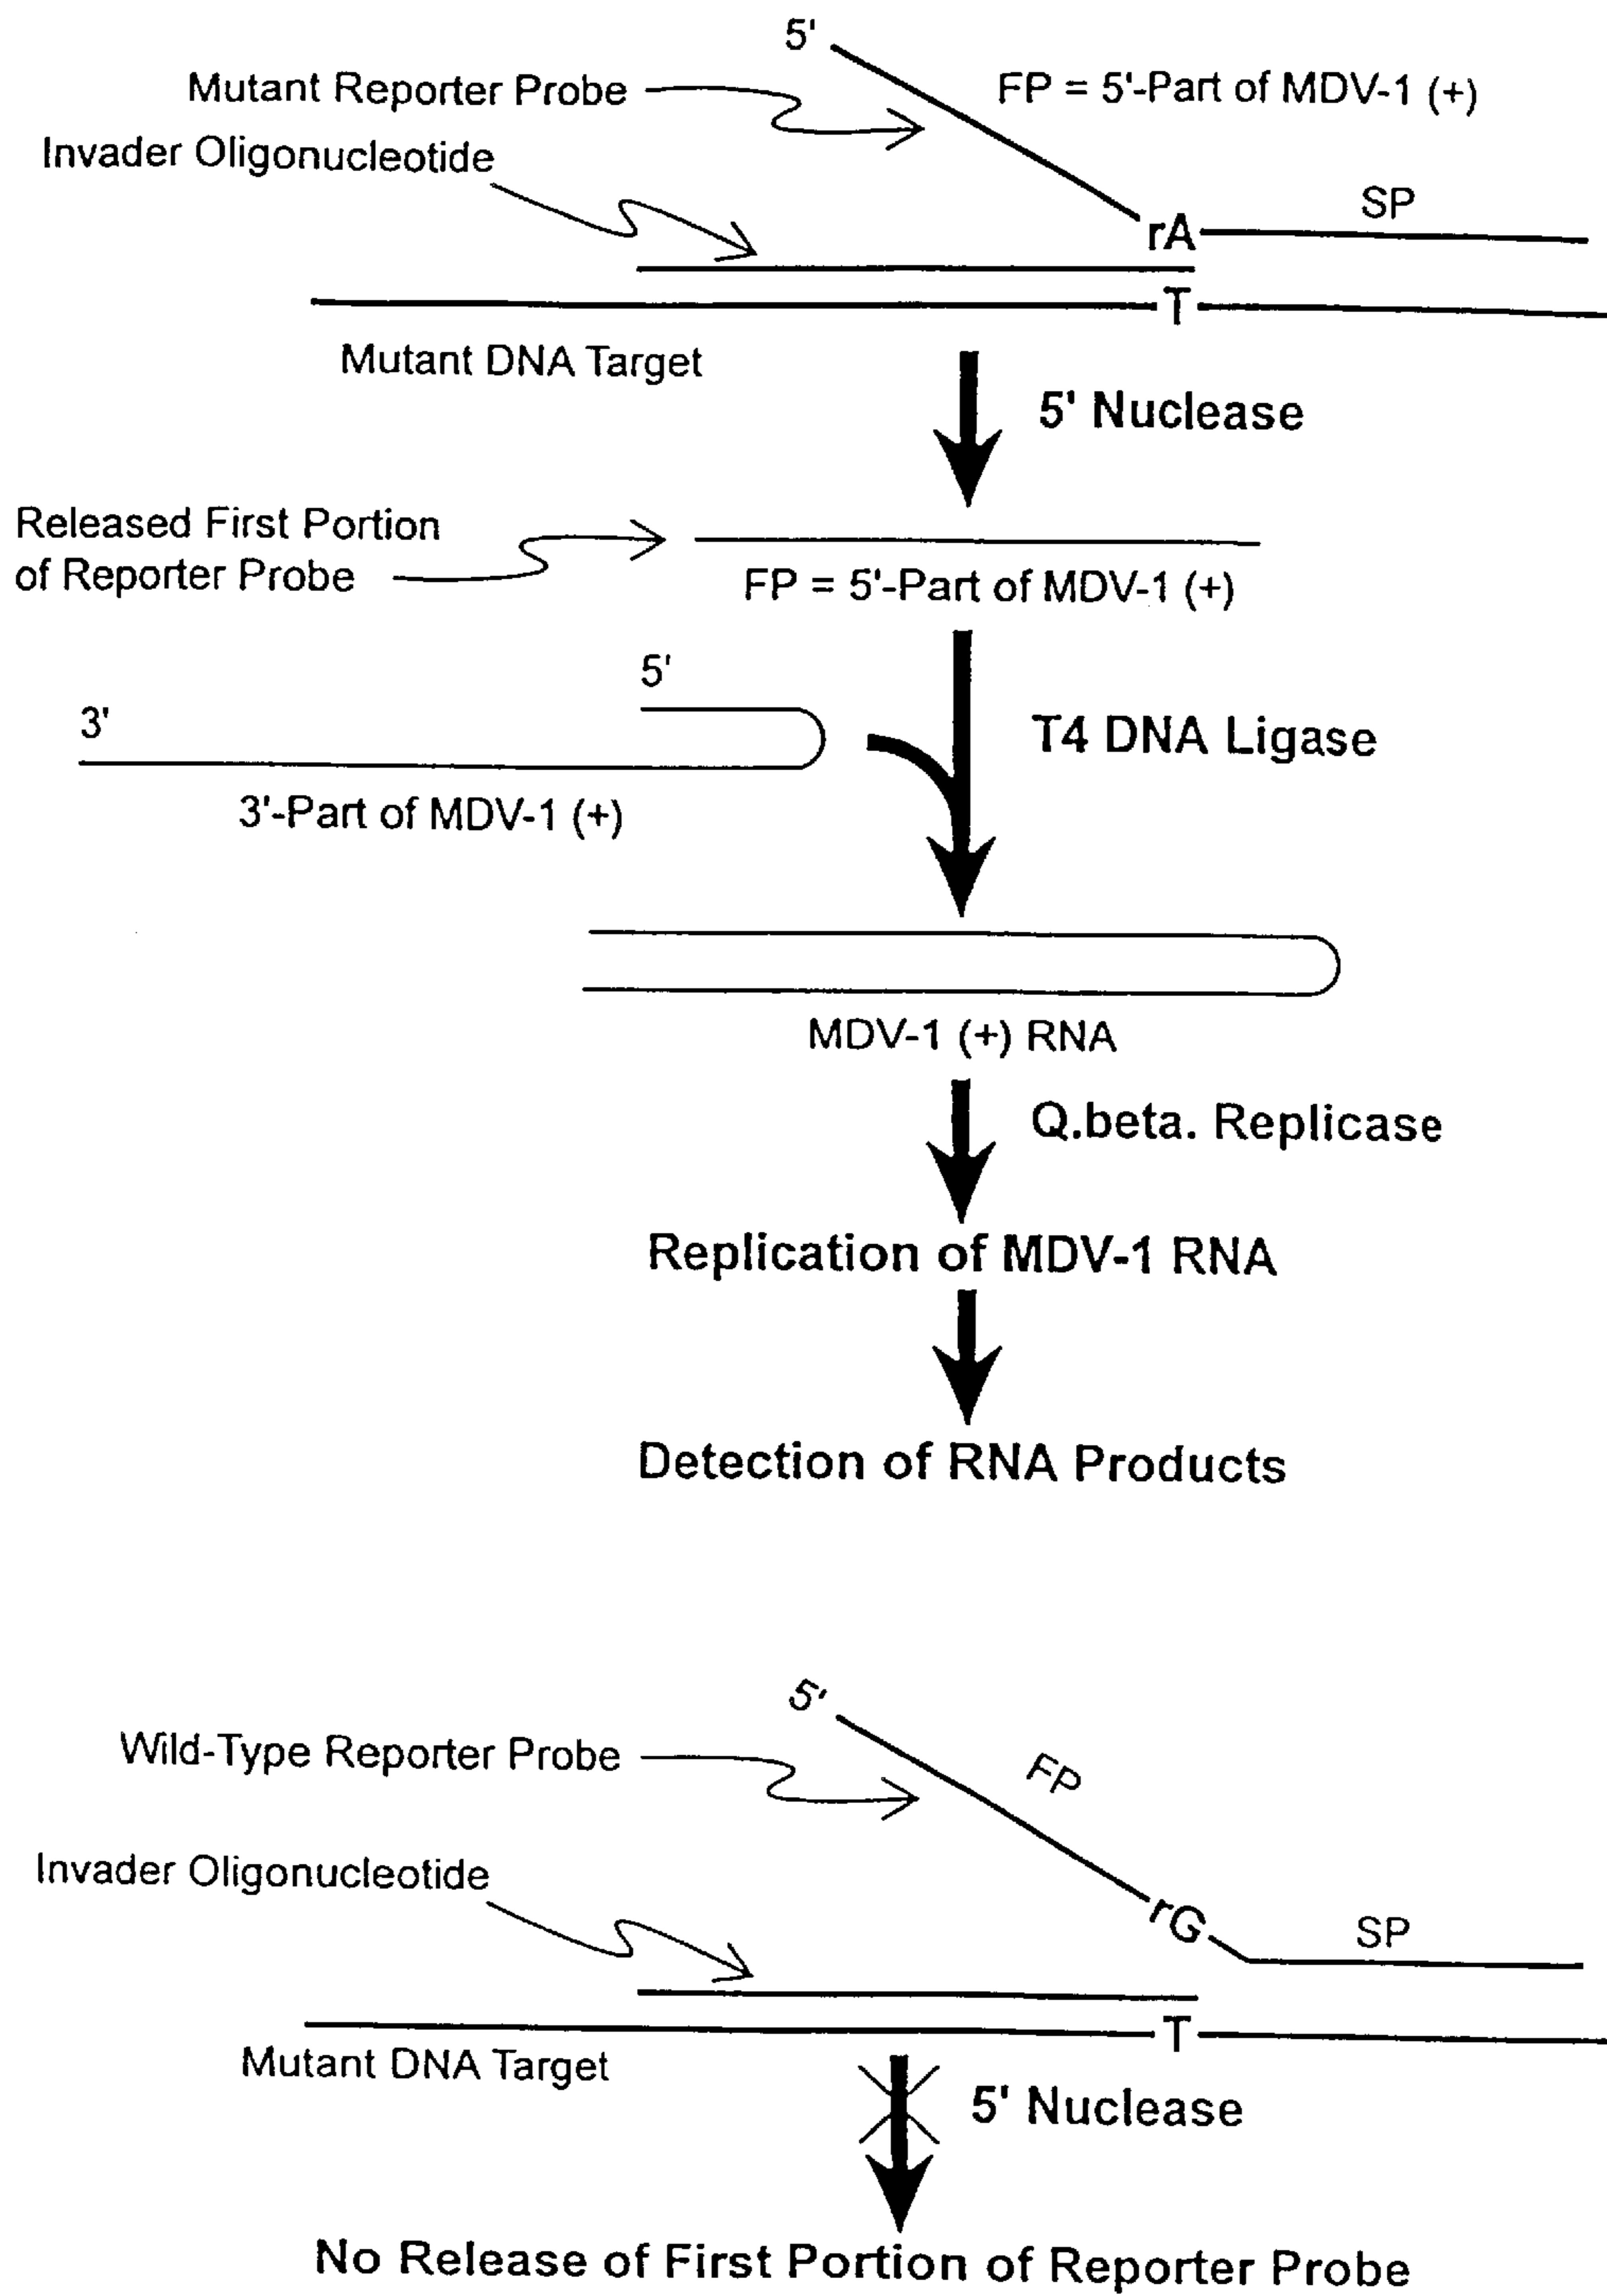 5'
Mutant Reporter Probe
FP = 5'-Part of MDV-1 (+)
Invader Oligonucleotide
SP
rA
T
Mutant DNA Target
5' Nuclease
Released First Portion
of Reporter Probe
FP = 5'-Part of MDV-1 (+)
5'
3'
T4 DNA Ligase
3'-Part of MDV-1 (+)
MDV-1 (+) RNA
Q.beta. Replicase
Replication of MDV-1 RNA
Detection of RNA Products
5'
Wild-Type Reporter Probe
FP
Invader Oligonucleotide
rG
SP
T
Mutant DNA Target
5' Nuclease
No Release of First Portion of Reporter Probe